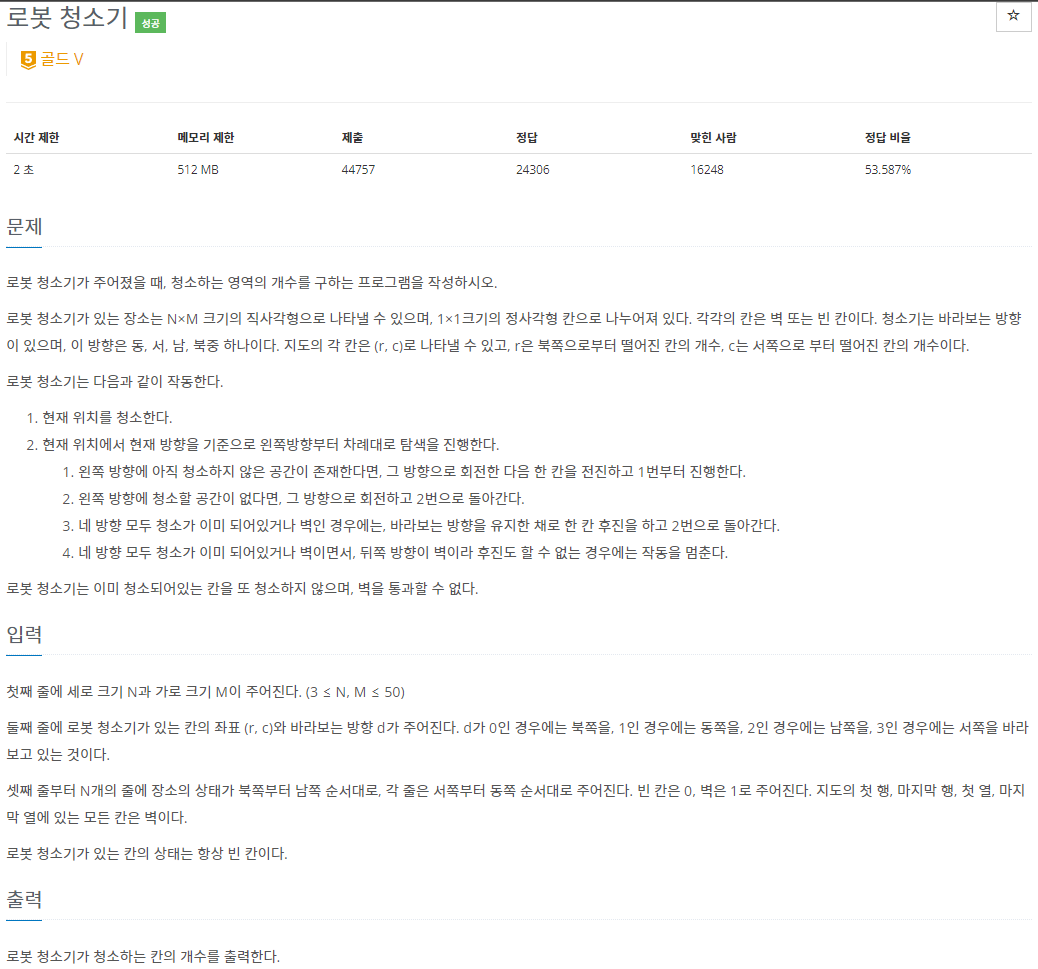 로봇 청소기 성공
☆
5 골드 V
시간 제한 메모리 제한 제출 정답 맞힌 사람 정답 비율
2 초 512 MB 44757 24306 16248 53.587%
문제
로봇 청소기가 주어졌을 때, 청소하는 영역의 개수를 구하는 프로그램을 작성하시오.
로봇 청소기가 있는 장소는 N×M 크기의 직사각형으로 나타낼 수 있으며, 1×1크기의 정사각형 칸으로 나누어져 있다. 각각의 칸은 벽 또는 빈 칸이다. 청소기는 바라보는 방향
이 있으며, 이 방향은 동, 서, 남, 북중 하나이다. 지도의 각 칸은 (r, c)로 나타낼 수 있고, r은 북쪽으로부터 떨어진 칸의 개수, c는 서쪽으로 부터 떨어진 칸의 개수이다.
로봇 청소기는 다음과 같이 작동한다.
1. 현재 위치를 청소한다.
2. 현재 위치에서 현재 방향을 기준으로 왼쪽방향부터 차례대로 탐색을 진행한다.
1. 왼쪽 방향에 아직 청소하지 않은 공간이 존재한다면, 그 방향으로 회전한 다음 한 칸을 전진하고 1번부터 진행한다.
2. 왼쪽 방향에 청소할 공간이 없다면, 그 방향으로 회전하고 2번으로 돌아간다.
3. 네 방향 모두 청소가 이미 되어있거나 벽인 경우에는, 바라보는 방향을 유지한 채로 한 칸 후진을 하고 2번으로 돌아간다.
4. 네 방향 모두 청소가 이미 되어있거나 벽이면서, 뒤쪽 방향이 벽이라 후진도 할 수 없는 경우에는 작동을 멈춘다.
로봇 청소기는 이미 청소되어있는 칸을 또 청소하지 않으며, 벽을 통과할 수 없다.
입력
첫째 줄에 세로 크기 N과 가로 크기 M이 주어진다. (3 ≤ N, M ≤ 50)
둘째 줄에 로봇 청소기가 있는 칸의 좌표 (r, c)와 바라보는 방향 d가 주어진다. d가 0인 경우에는 북쪽을, 1인 경우에는 동쪽을, 2인 경우에는 남쪽을, 3인 경우에는 서쪽을 바라
보고 있는 것이다.
셋째 줄부터 N개의 줄에 장소의 상태가 북쪽부터 남쪽 순서대로, 각 줄은 서쪽부터 동쪽 순서대로 주어진다. 빈 칸은 0, 벽은 1로 주어진다. 지도의 첫 행, 마지막 행, 첫 열, 마지
막 열에 있는 모든 칸은 벽이다.
로봇 청소기가 있는 칸의 상태는 항상 빈 칸이다.
출력
로봇 청소기가 청소하는 칸의 개수를 출력한다.